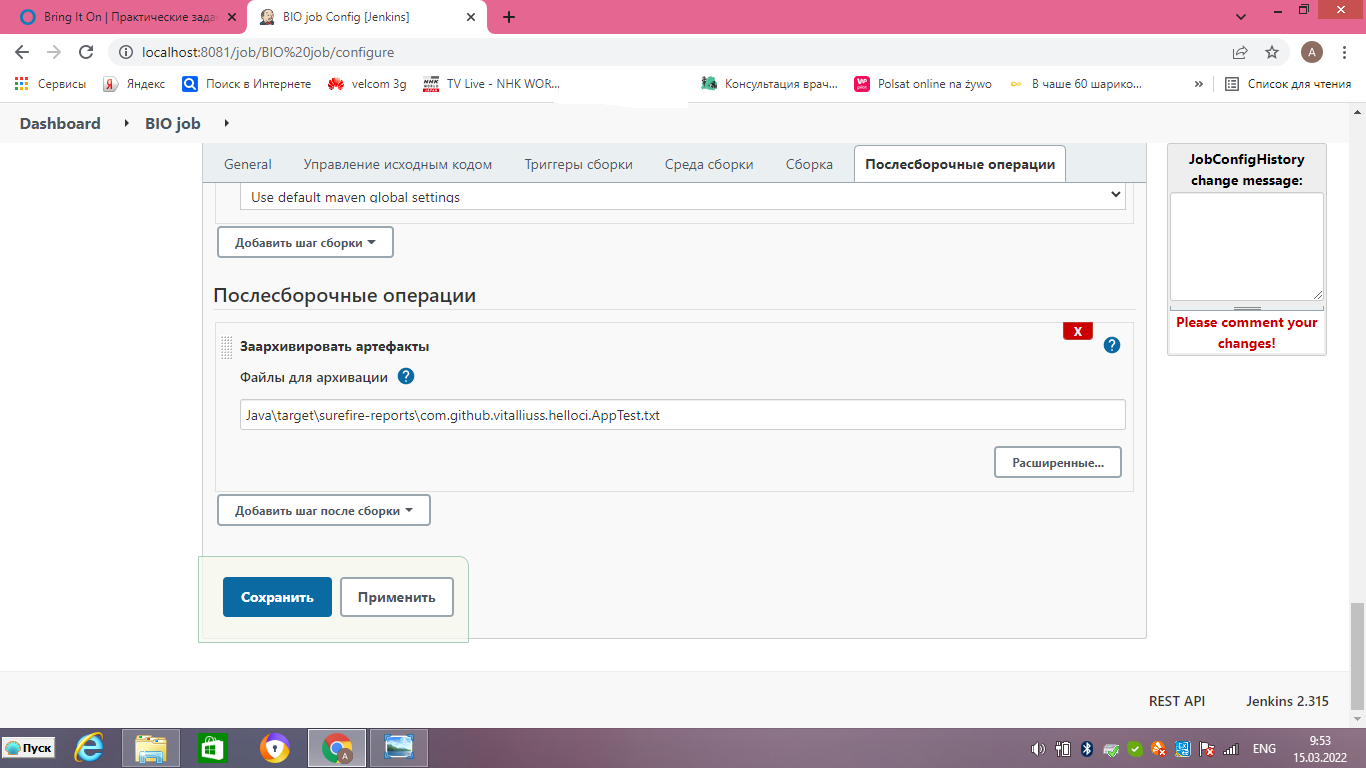 Bring It On | Практические зада
BIO job Config [Jenkins]
localhost:8081/job/BIO%20job/configure
A
Сервисы
Яндекс
Поиск в Интернете
velcom 3g
TV Live - NHK WOR...
Консультация врач...
Polsat online na żywo
В чаше 60 шарико...
»
Список для чтения
Dashboard
BIO job
General
Управление исходным кодом
Триггеры сборки
Среда сборки
Сборка
Послесборочные операции
JobConfigHistory
change message:
Use default maven global settings
Добавить шаг сборки
Послесборочные операции
X
Please comment your
changes!
Заархивировать артефакты
?
Файлы для архивации ?
Java\target\surefire-reports\com.github.vitalliuss.helloci.AppTest.txt
Расширенные...
Добавить шаг после сборки
Сохранить
Применить
REST API
Jenkins 2.315
Пуск
ENG
9:53
15.03.2022